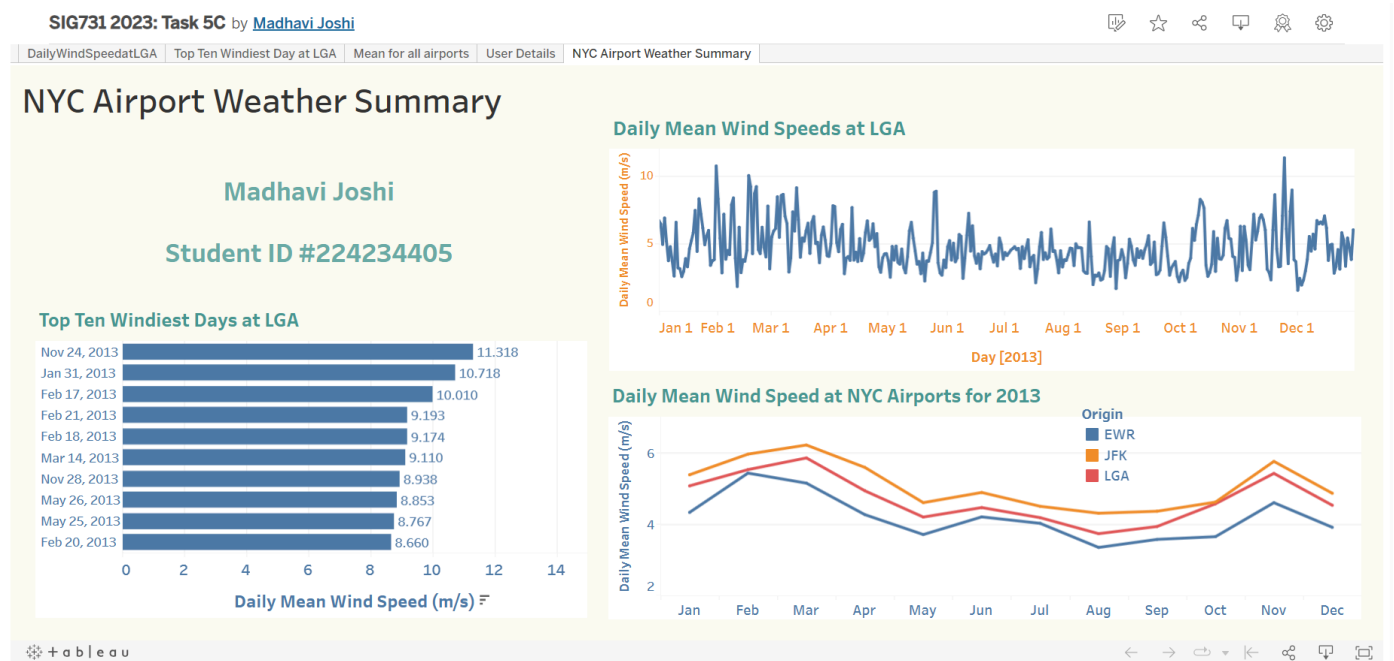 SIG731 2023: Task 5C by Madhavi Joshi
DailyWindSpeedatLGA
Top Ten Windiest Day at LGA
Mean for all airports
User Details
NYC Airport Weather Summary
NYC Airport Weather Summary
Madhavi Joshi
Student ID #224234405
Top Ten Windiest Days at LGA
Nov 24, 2013 11.318
Jan 31, 2013 10.718
Feb 17, 2013 10.010
Feb 21, 2013 9.193
Feb 18, 2013 9.174
Mar 14, 2013 9.110
Nov 28, 2013 8.938
May 26, 2013 8.853
May 25, 2013 8.767
Feb 20, 2013 8.660
0 2 4 6 8 10 12 14
Daily Mean Wind Speed (m/s)
Daily Mean Wind Speeds at LGA
Daily Mean Wind Speed (m/s)
10
5
0
Jan 1 Feb 1 Mar 1 Apr 1 May 1 Jun 1 Jul 1 Aug 1 Sep 1 Oct 1 Nov 1 Dec 1
Day [2013]
Daily Mean Wind Speed at NYC Airports for 2013
Origin
EWR
JFK
LGA
Daily Mean Wind Speed (m/s)
6
4
2
Jan Feb Mar Apr May Jun Jul Aug Sep Oct Nov Dec
+ableau